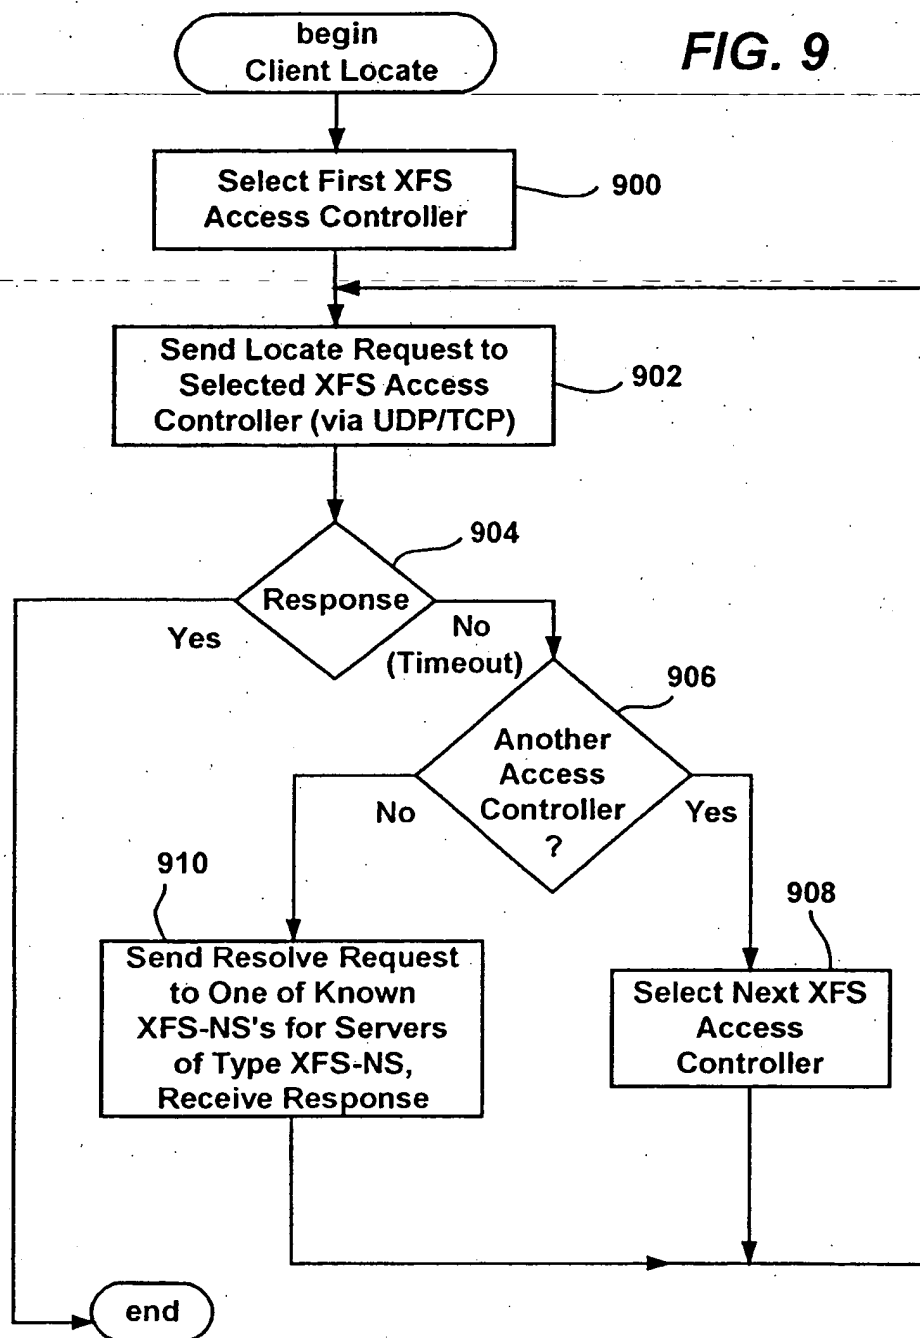 begin
Client Locate
FIG. 9
Select First XFS
Access Controller
900
Send Locate Request to
Selected XFS Access
Controller (via UDP/TCP)
902
904
Response
Yes
No
(Timeout)
906
Another
Access
Controller
?
No
Yes
910
908
Send Resolve Request
to One of Known
XFS-NS's for Servers
of Type XFS-NS,
Receive Response
Select Next XFS
Access
Controller
end